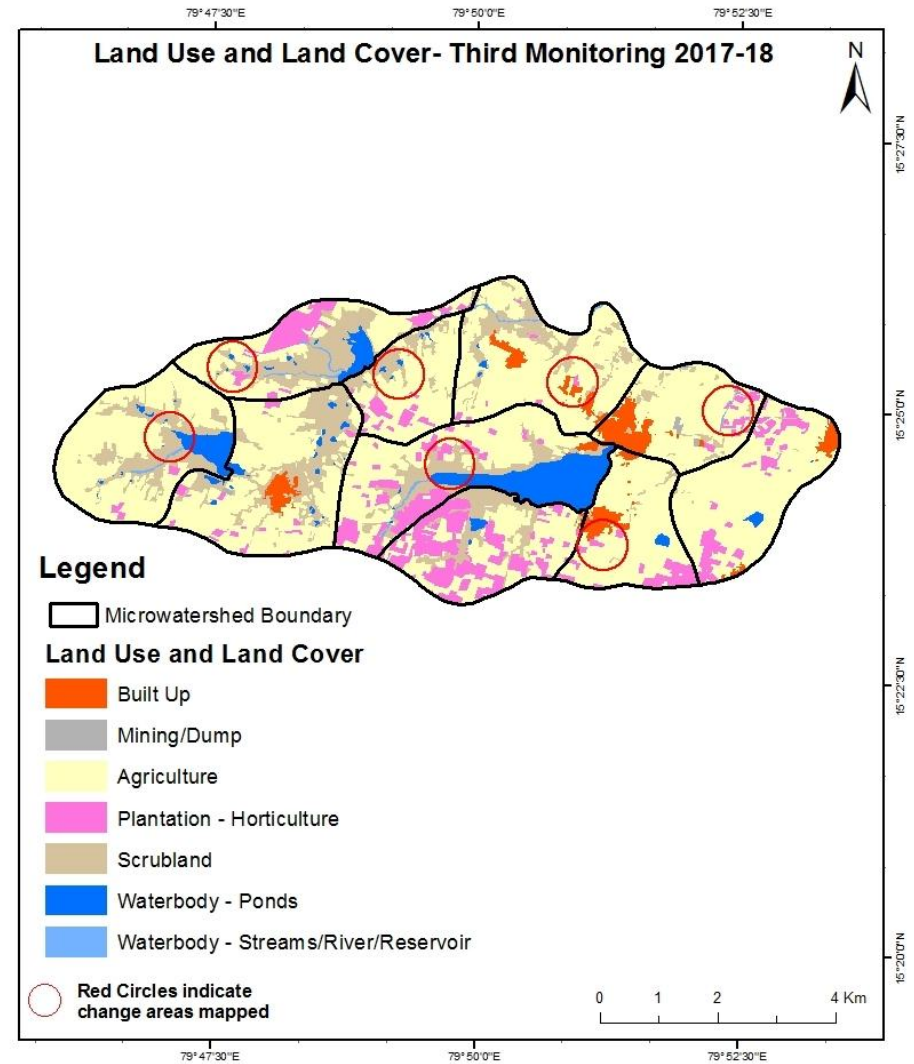 79°47'30"E
79°50'0"E
79°52'30"E
Land Use and Land Cover- Third Monitoring 2017-18
N
15°27'30"N
15°25'0"N
15°22'30"N
15°20'0"N
Legend
Microwatershed Boundary
Land Use and Land Cover
Built Up
Mining/Dump
Agriculture
Plantation - Horticulture
Scrubland
Waterbody - Ponds
Waterbody - Streams/River/Reservoir
Red Circles indicate
change areas mapped
0 1 2 4 Km
79°47'30"E
79°50'0"E
79°52'30"E